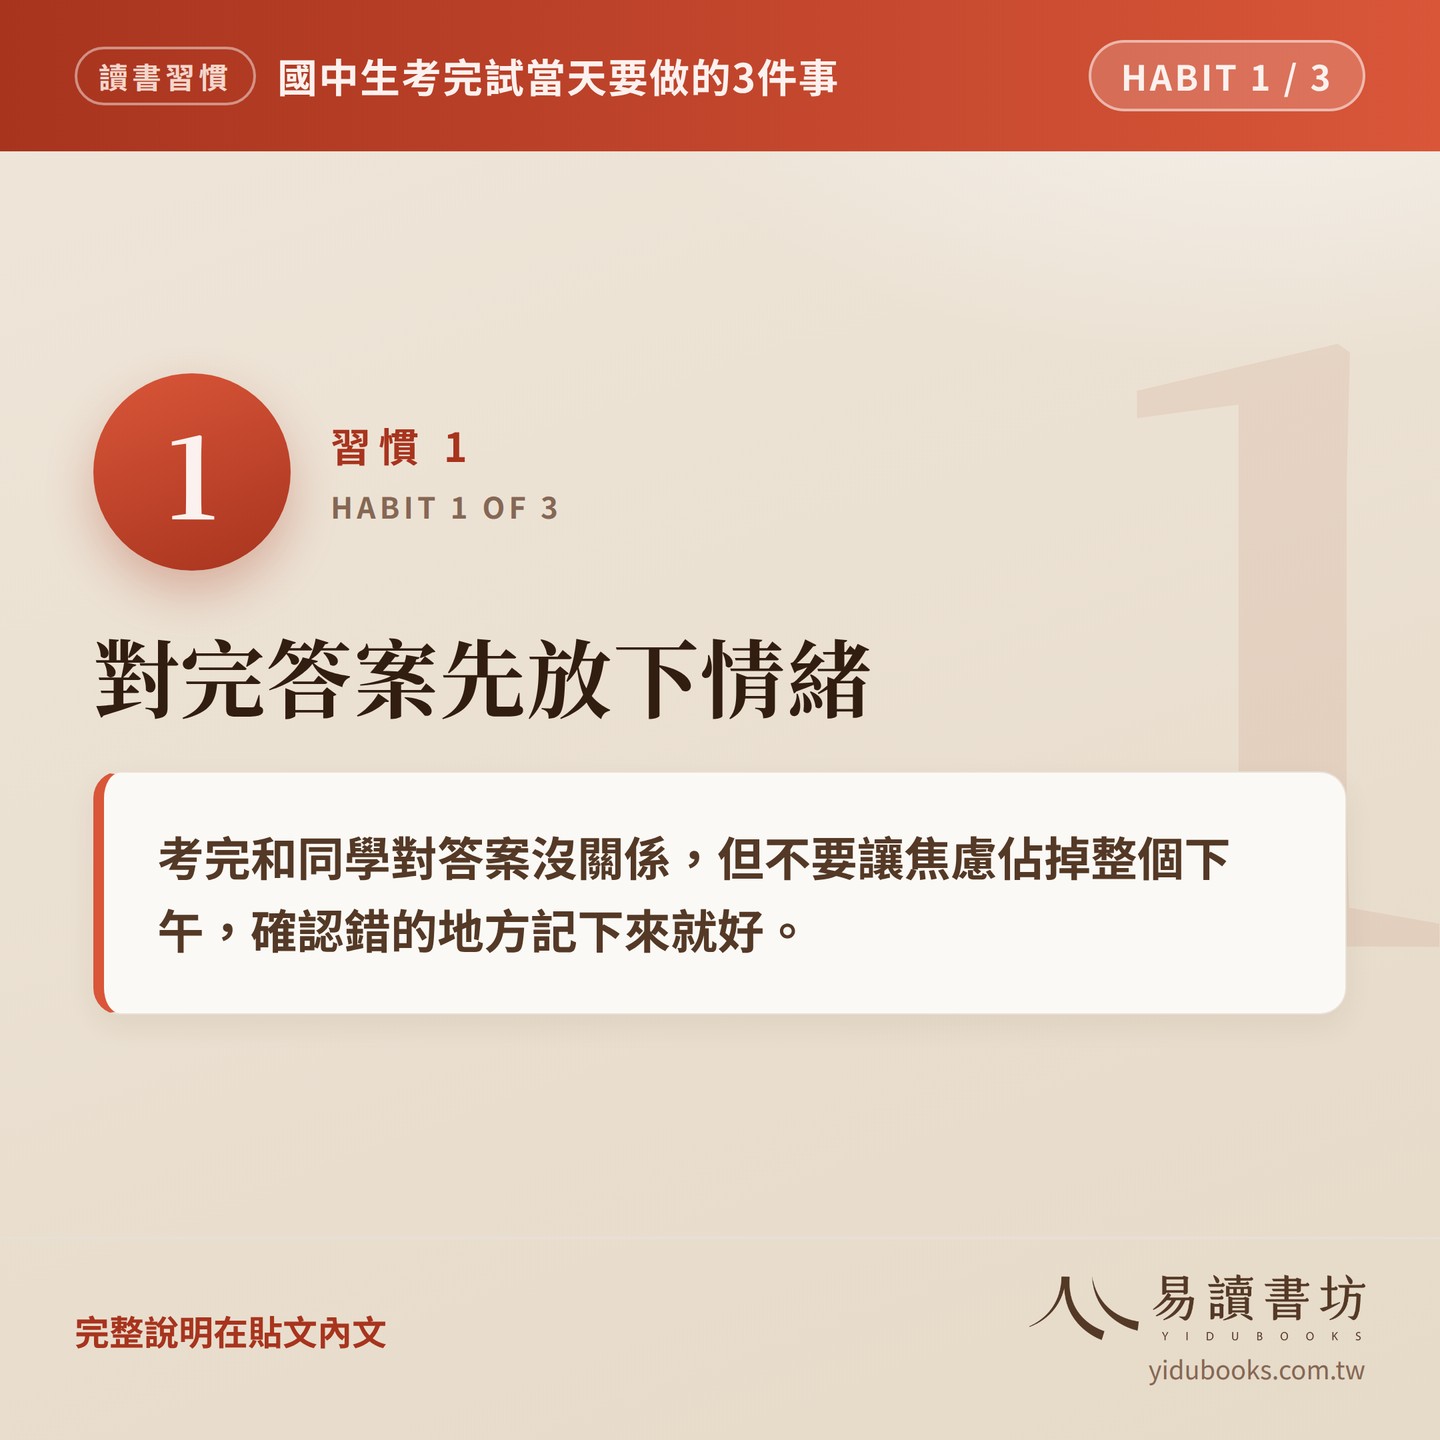 讀書習慣 國中生考完試當天要做的3件事 HABIT 1 / 3
1
1
習慣 1
HABIT 1 OF 3
對完答案先放下情緒
考完和同學對答案沒關係，但不要讓焦慮佔掉整個下
午，確認錯的地方記下來就好。
完整說明在貼文內文
易讀書坊
YIDUBOOKS
yidubooks.com.tw